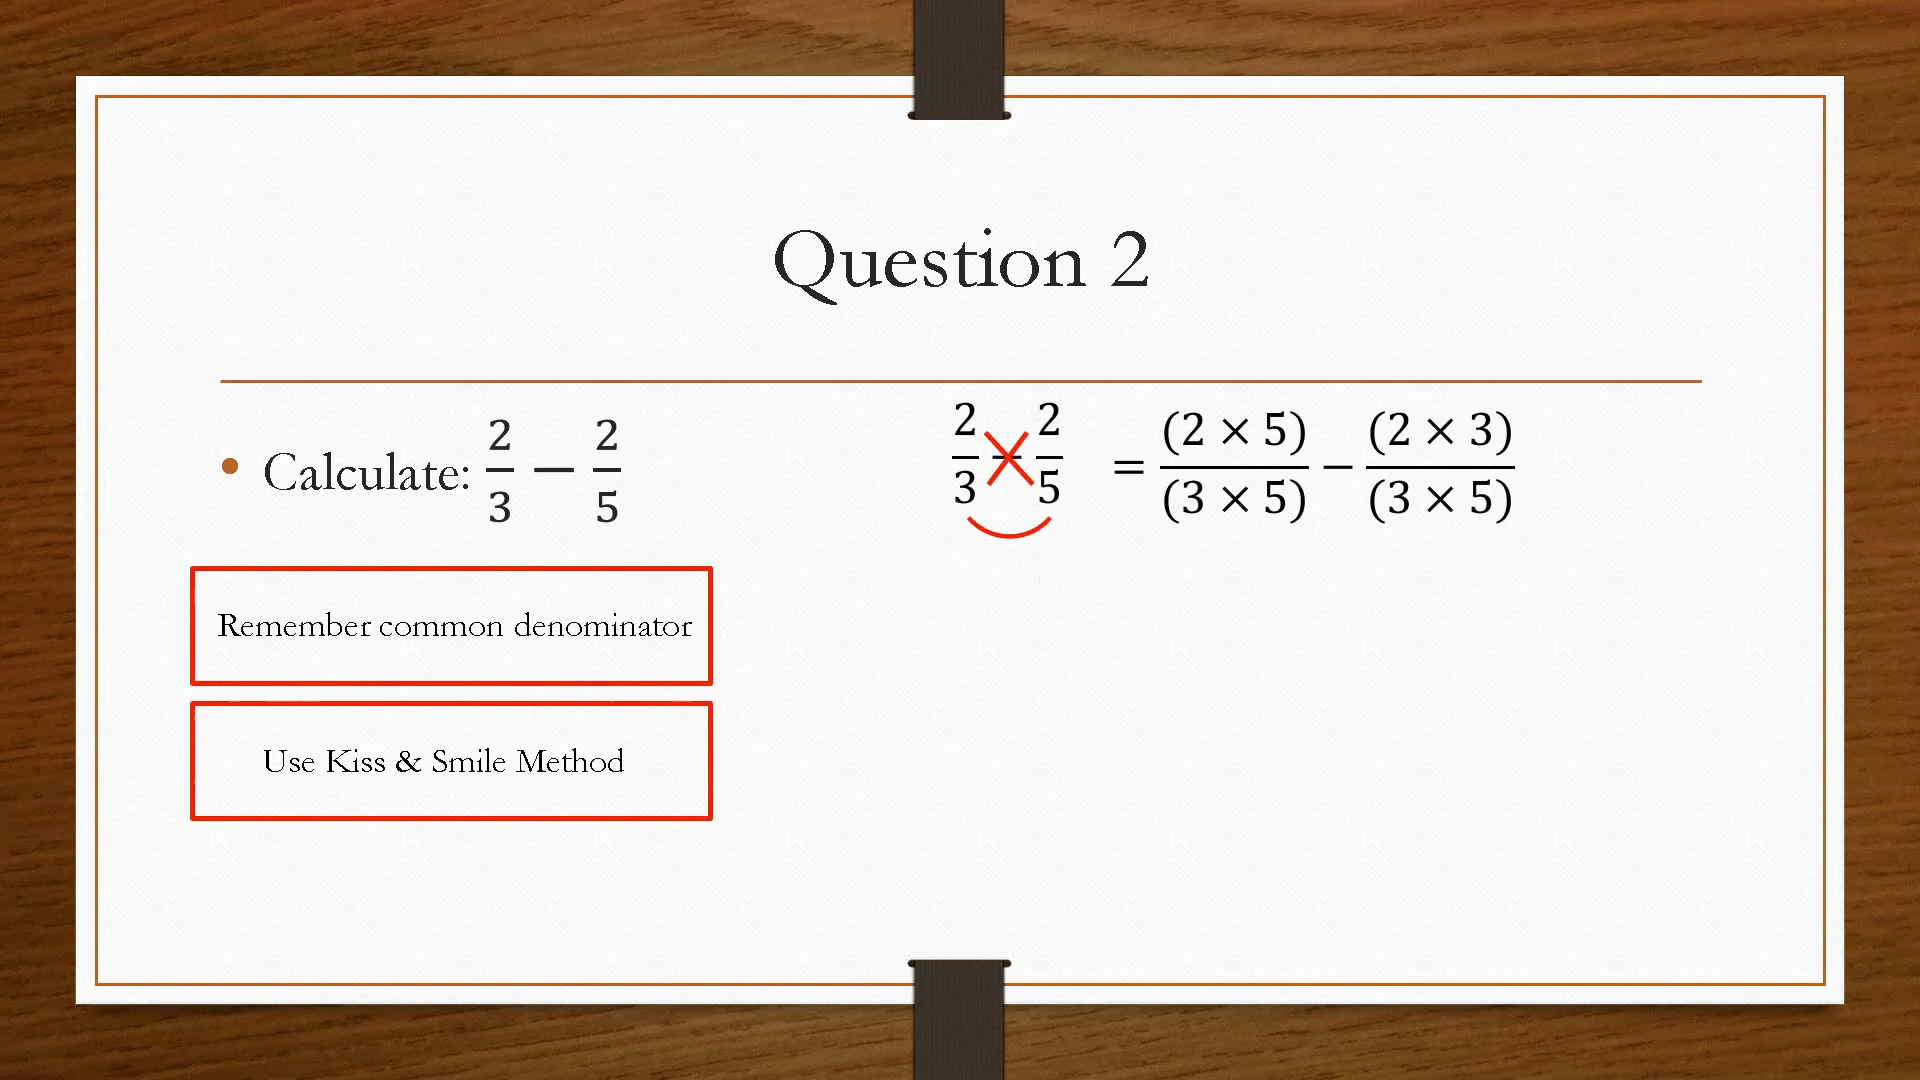 Question 2
• Calculate: 2/3 − 2/5
2/3 − 2/5 = (2 × 5)/(3 × 5) − (2 × 3)/(3 × 5)
Remember common denominator
Use Kiss & Smile Method